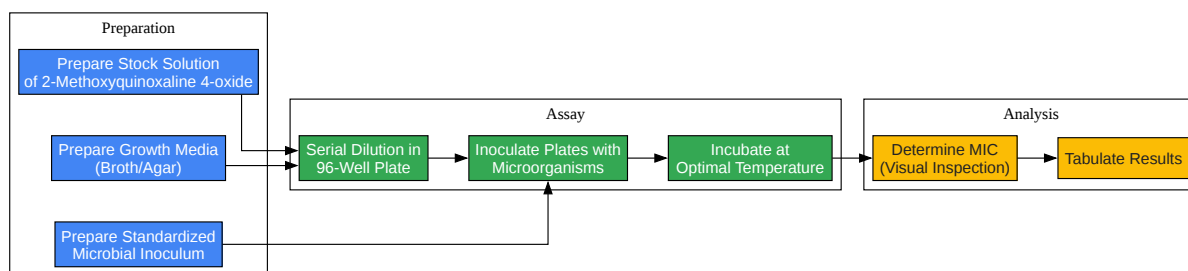 Preparation
Prepare Stock Solution
of 2-Methoxyquinoxaline 4-oxide
Prepare Growth Media
(Broth/Agar)
Prepare Standardized
Microbial Inoculum
Assay
Serial Dilution in
96-Well Plate
Inoculate Plates with
Microorganisms
Incubate at
Optimal Temperature
Analysis
Determine MIC
(Visual Inspection)
Tabulate Results